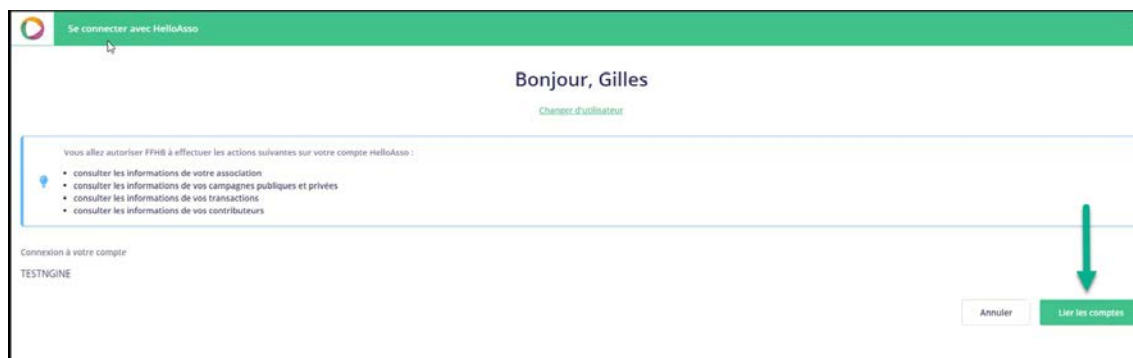 Se connecter avec HelloAsso
Bonjour, Gilles
Changer d'utilisateur
Vous allez autoriser FFHB à effectuer les actions suivantes sur votre compte HelloAsso :
• consulter les informations de votre association
• consulter les informations de vos campagnes publiques et privées
• consulter les informations de vos transactions
• consulter les informations de vos contributeurs
Connexion à votre compte
TESTNGINE
Annuler
Lier les comptes